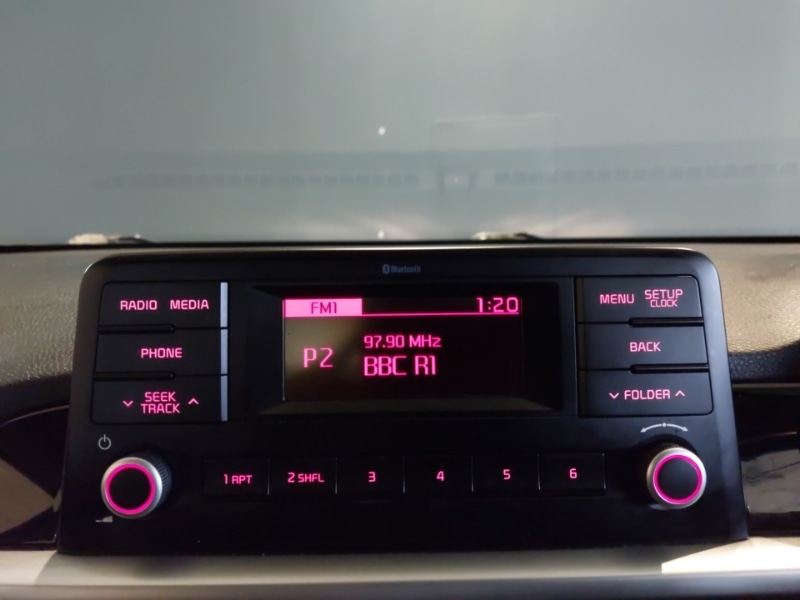 Bluetooth
RADIO MEDIA
PHONE
SEEK
TRACK
FM1 1:20
97.90 MHz
P2
BBC R1
MENU SETUP
CLOCK
BACK
FOLDER
1 RPT 2 SHFL 3 4 5 6